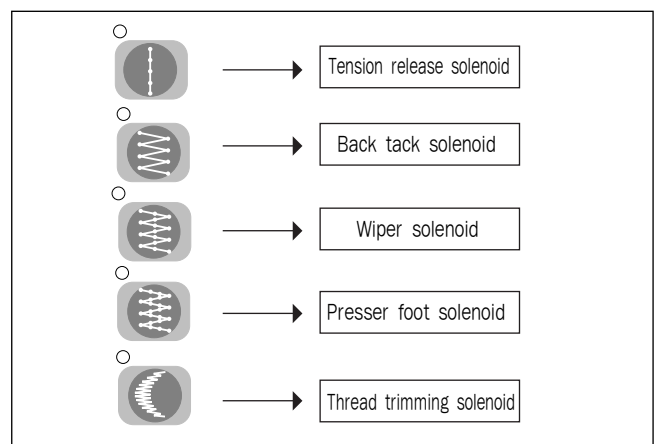 Tension release solenoid
Back tack solenoid
Wiper solenoid
Presser foot solenoid
Thread trimming solenoid